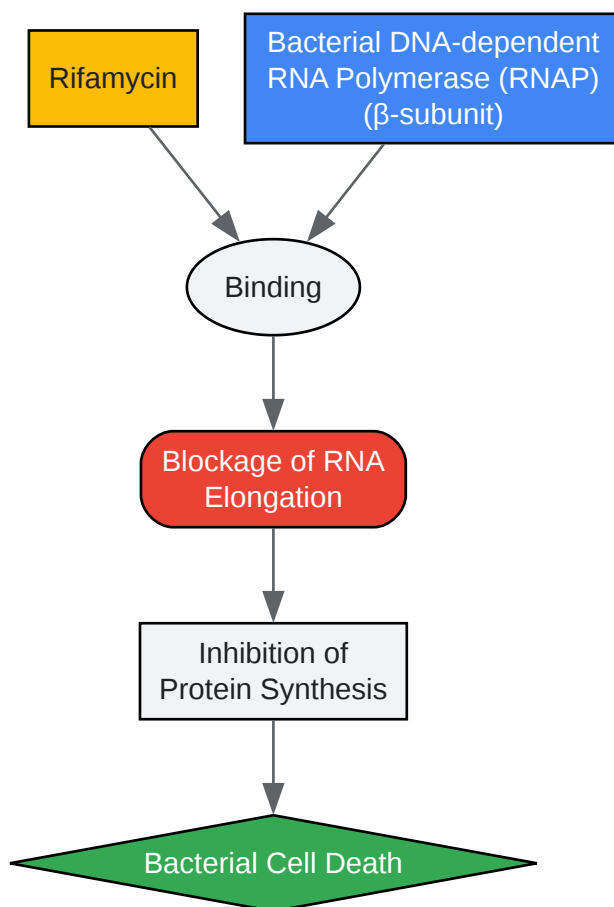 Rifamycin
Bacterial DNA-dependent
RNA Polymerase (RNAP)
(β-subunit)
Binding
Blockage of RNA
Elongation
Inhibition of
Protein Synthesis
Bacterial Cell Death